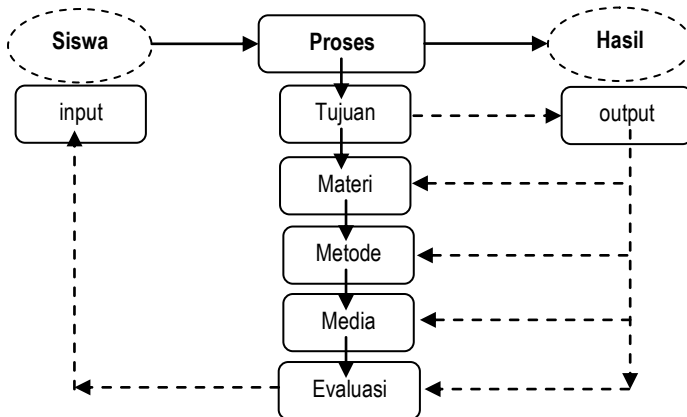 Siswa
Proses
Hasil
input
Tujuan
output
Materi
Metode
Media
Evaluasi